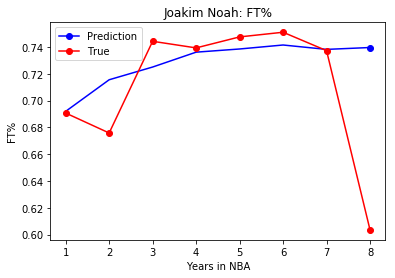 Joakim Noah: FT%
Prediction
True
0.74
0.72
0.70
0.68
0.66
0.64
0.62
0.60
FT%
1 2 3 4 5 6 7 8
Years in NBA